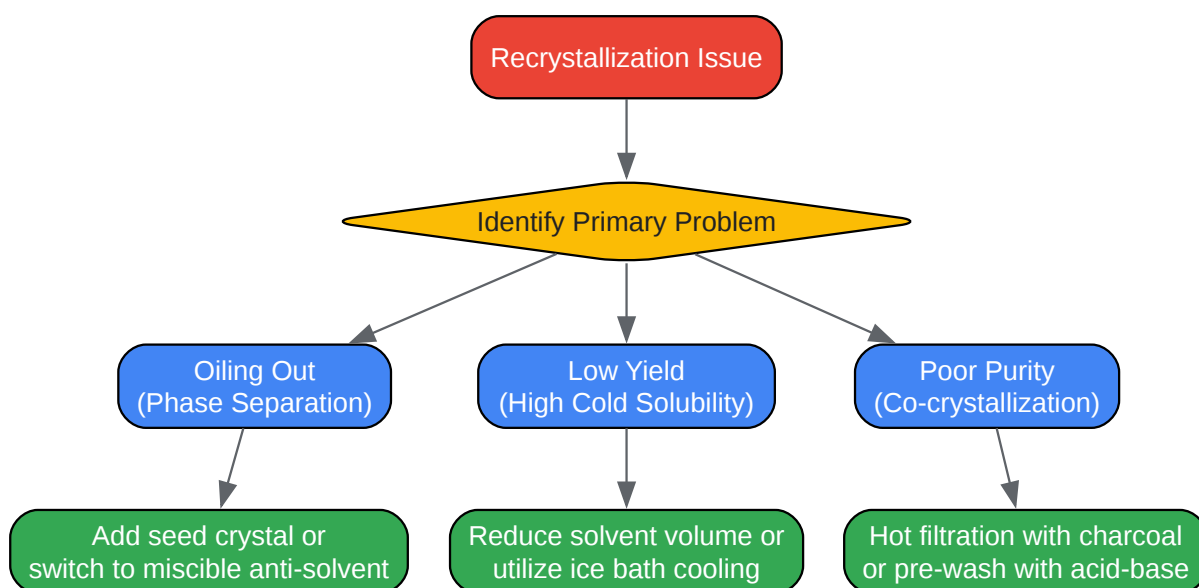 Recrystallization Issue
Identify Primary Problem
Oiling Out
(Phase Separation)
Low Yield
(High Cold Solubility)
Poor Purity
(Co-crystallization)
Add seed crystal or
switch to miscible anti-solvent
Reduce solvent volume or
utilize ice bath cooling
Hot filtration with charcoal
or pre-wash with acid-base